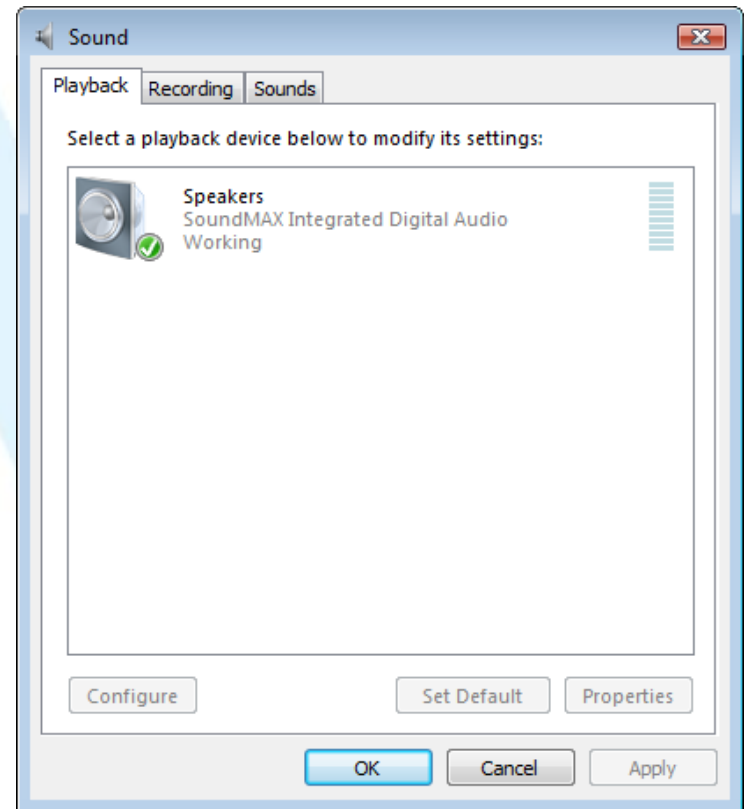 Sound
Playback Recording Sounds
Select a playback device below to modify its settings:
Speakers
SoundMAX Integrated Digital Audio
Working
Configure Set Default Properties
OK Cancel Apply